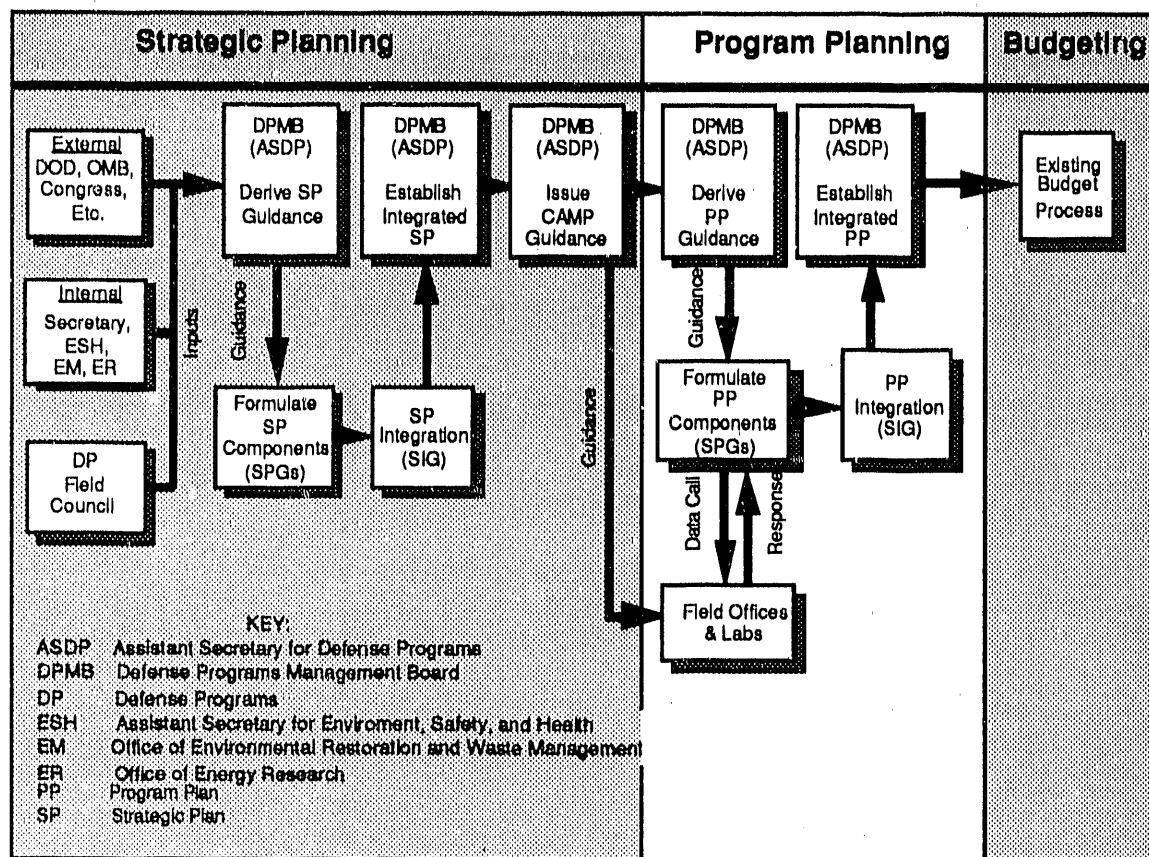 Strategic Planning
Program Planning
Budgeting
External
DOD, OMB,
Congress,
Etc.
Internal
Secretary,
ESH,
EM, ER
DP
Field
Council
Inputs
DPMB
(ASDP)
Derive SP
Guidance
Guidance
Formulate
SP
Components
(SPGs)
SP
Integration
(SIG)
DPMB
(ASDP)
Establish
Integrated
SP
DPMB
(ASDP)
Issue
CAMP
Guidance
Guidance
DPMB
(ASDP)
Derive
PP
Guidance
Guidance
Formulate
PP
Components
(SPGs)
Data Call
Response
Field Offices
& Labs
PP
Integration
(SIG)
DPMB
(ASDP)
Establish
Integrated
PP
Existing
Budget
Process
KEY:
ASDP Assistant Secretary for Defense Programs
DPMB Defense Programs Management Board
DP Defense Programs
ESH Assistant Secretary for Enviroment, Safety, and Health
EM Office of Environmental Restoration and Waste Management
ER Office of Energy Research
PP Program Plan
SP Strategic Plan